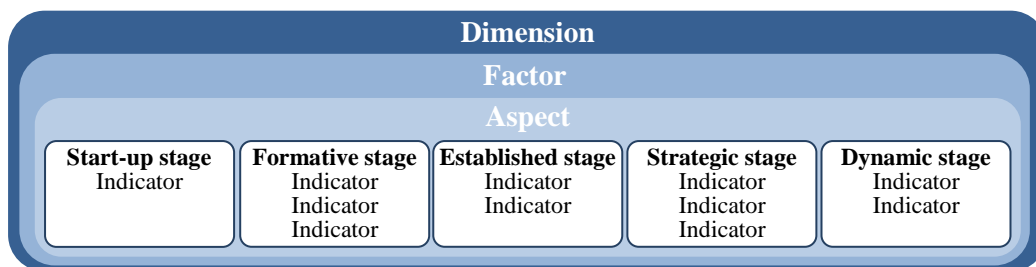 Dimension
Factor
Aspect
Start-up stage
Indicator
Formative stage
Indicator
Indicator
Indicator
Established stage
Indicator
Indicator
Strategic stage
Indicator
Indicator
Indicator
Dynamic stage
Indicator
Indicator